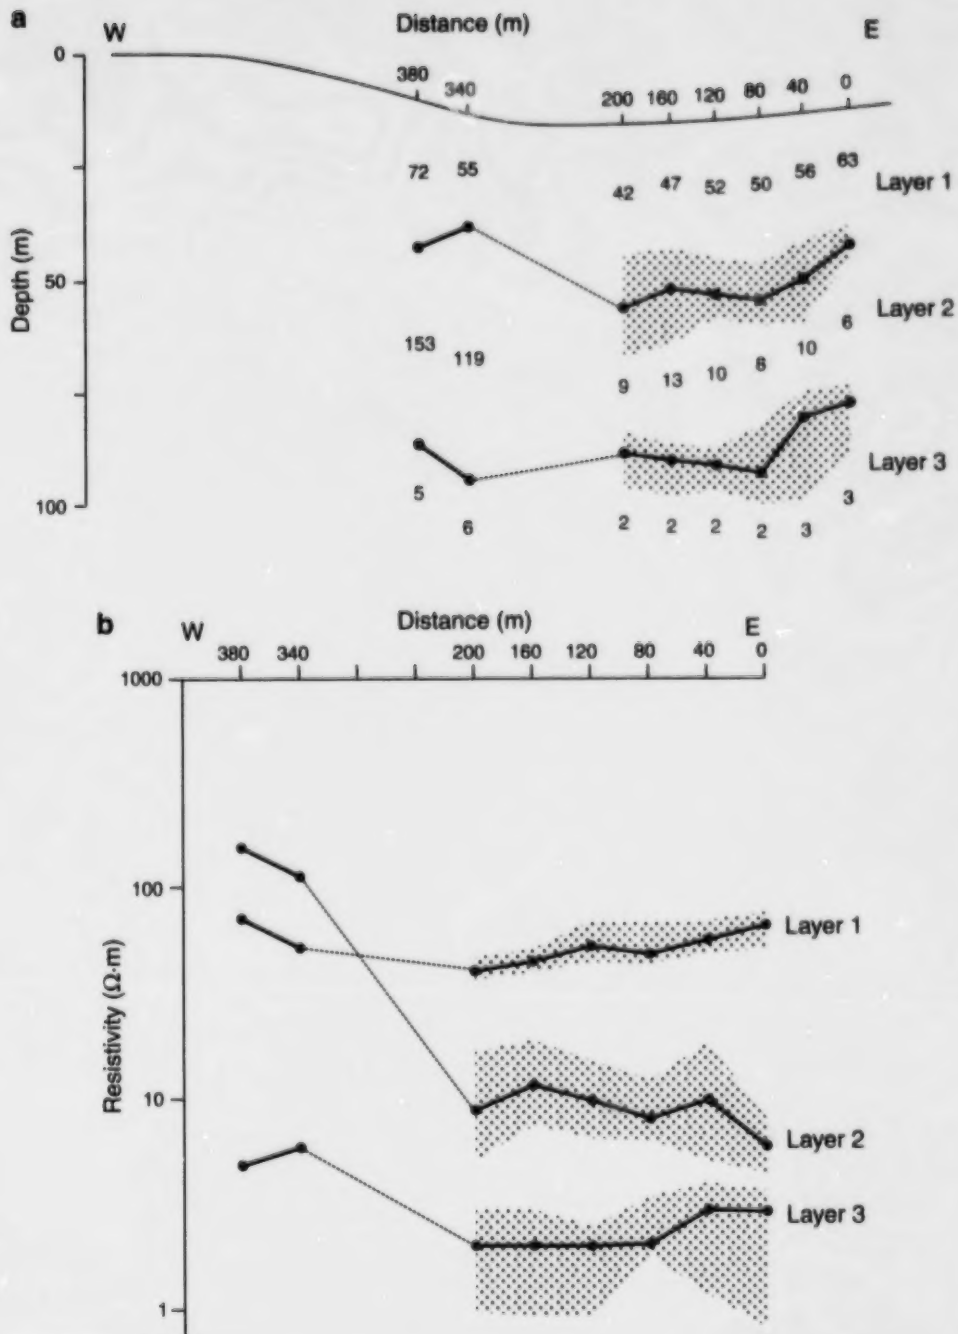 a
W
Distance (m)
E
0
380
340
200 160 120 80 40 0
72 55 42 47 52 50 56 63 Layer 1
Depth (m)
50
Layer 2
153 119 9 13 10 6 10 6
Layer 3
100
5 6 2 2 2 2 3 3
b
W
Distance (m)
E
380 340 200 160 120 80 40 0
1000
100
Layer 1
Resistivity (Ω·m)
10
Layer 2
Layer 3
1